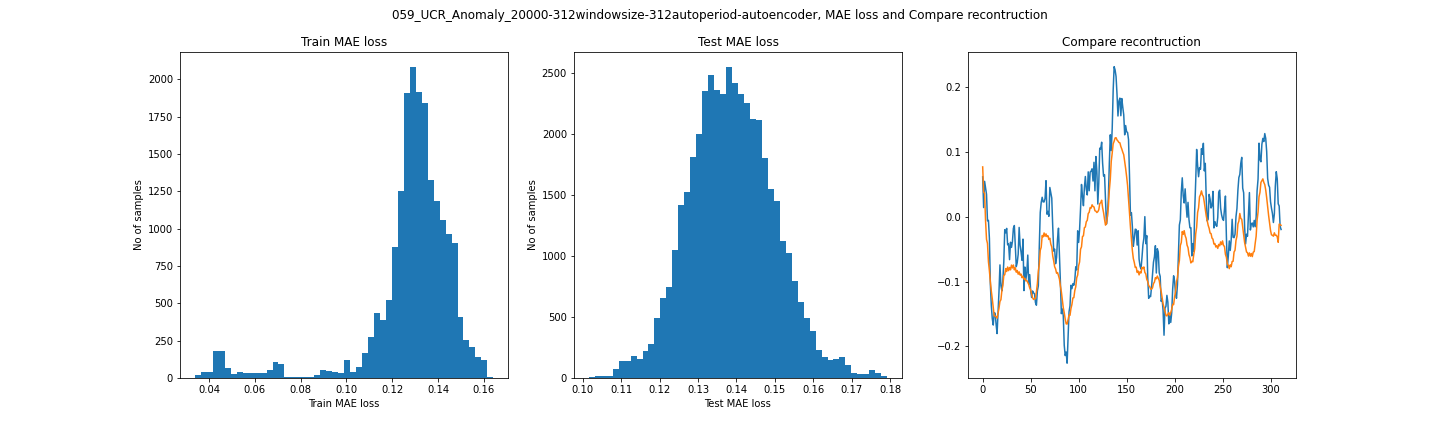 059_UCR_Anomaly_20000-312windowsize-312autoperiod-autoencoder, MAE loss and Compare recontruction
Train MAE loss
2000
1750
1500
1250
1000
750
500
250
0
No of samples
0.04 0.06 0.08 0.10 0.12 0.14 0.16
Train MAE loss
Test MAE loss
2500
2000
1500
1000
500
0
No of samples
0.10 0.11 0.12 0.13 0.14 0.15 0.16 0.17 0.18
Test MAE loss
Compare recontruction
0.2
0.1
0.0
−0.1
−0.2
0 50 100 150 200 250 300